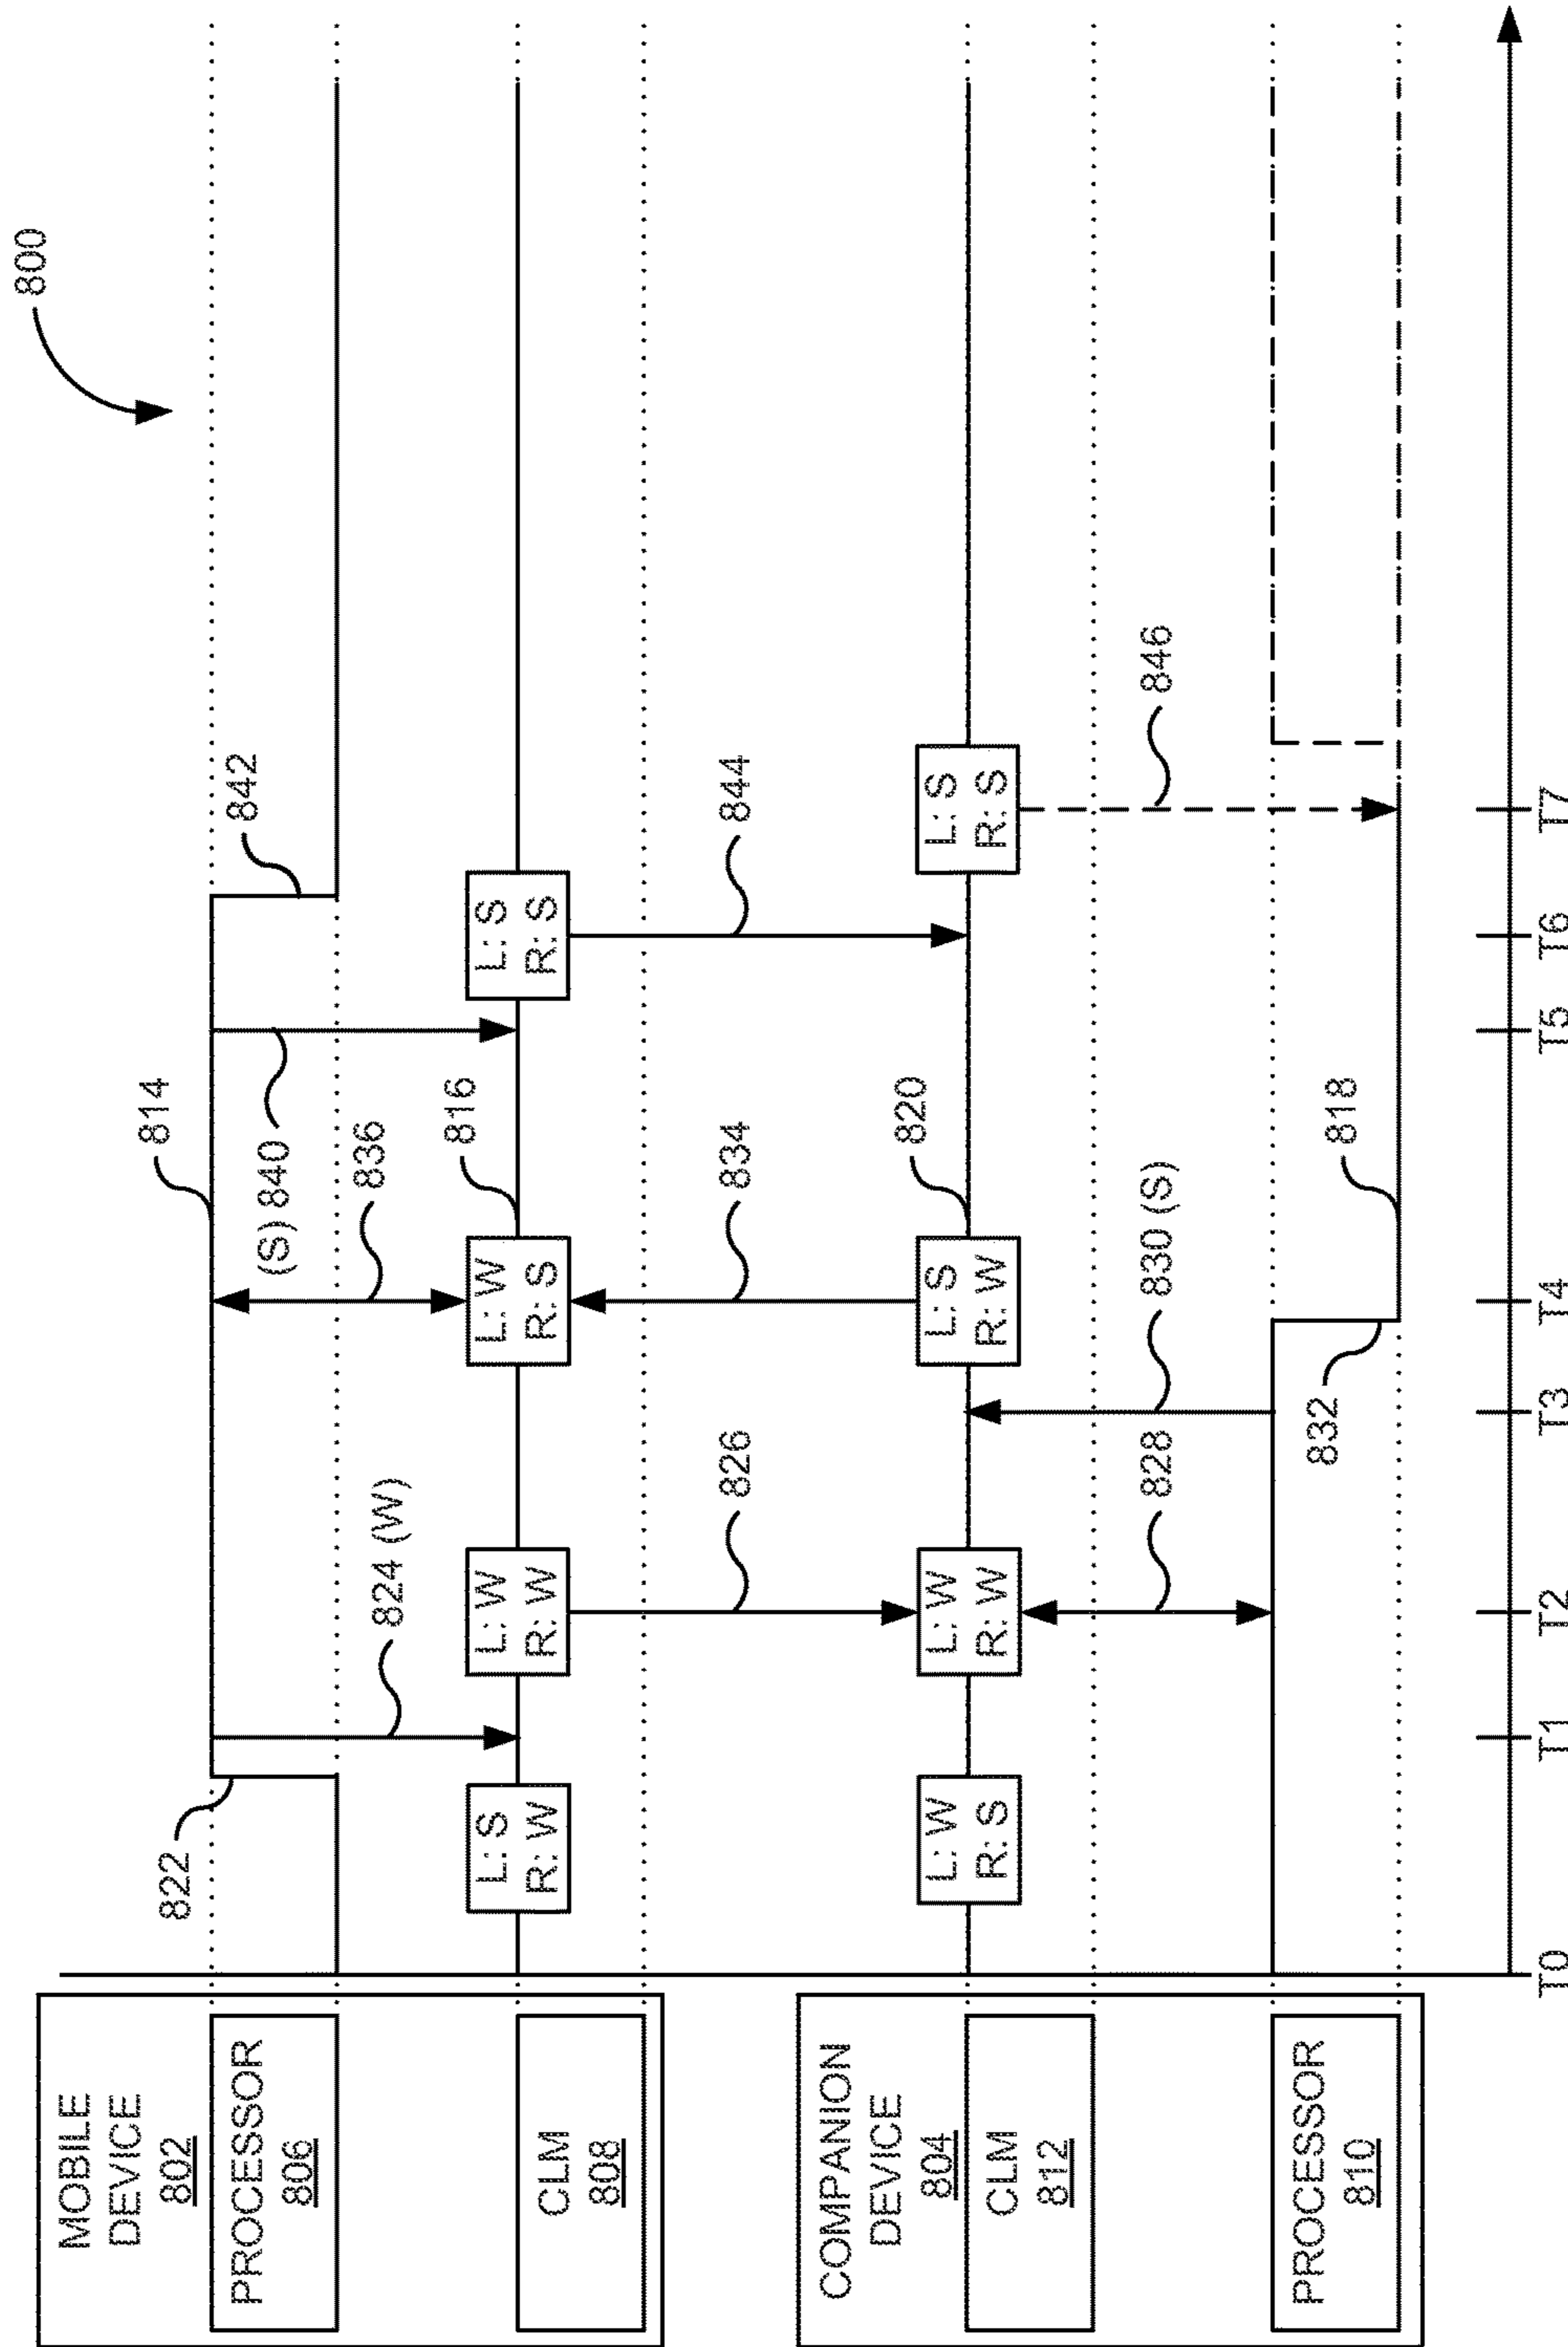 800
MOBILE
DEVICE
802
PROCESSOR
806
CLM
808
COMPANION
DEVICE
804
CLM
812
PROCESSOR
810
822
814
842
824 (W)
(S) 840
836
816
L: S
R: W
L: W
R: W
L: W
R: S
L: S
R: S
826
834
844
820
L: W
R: S
L: W
R: W
L: S
R: W
L: S
R: S
828
830 (S)
846
832
818
T0
T1
T2
T3
T4
T5
T6
T7